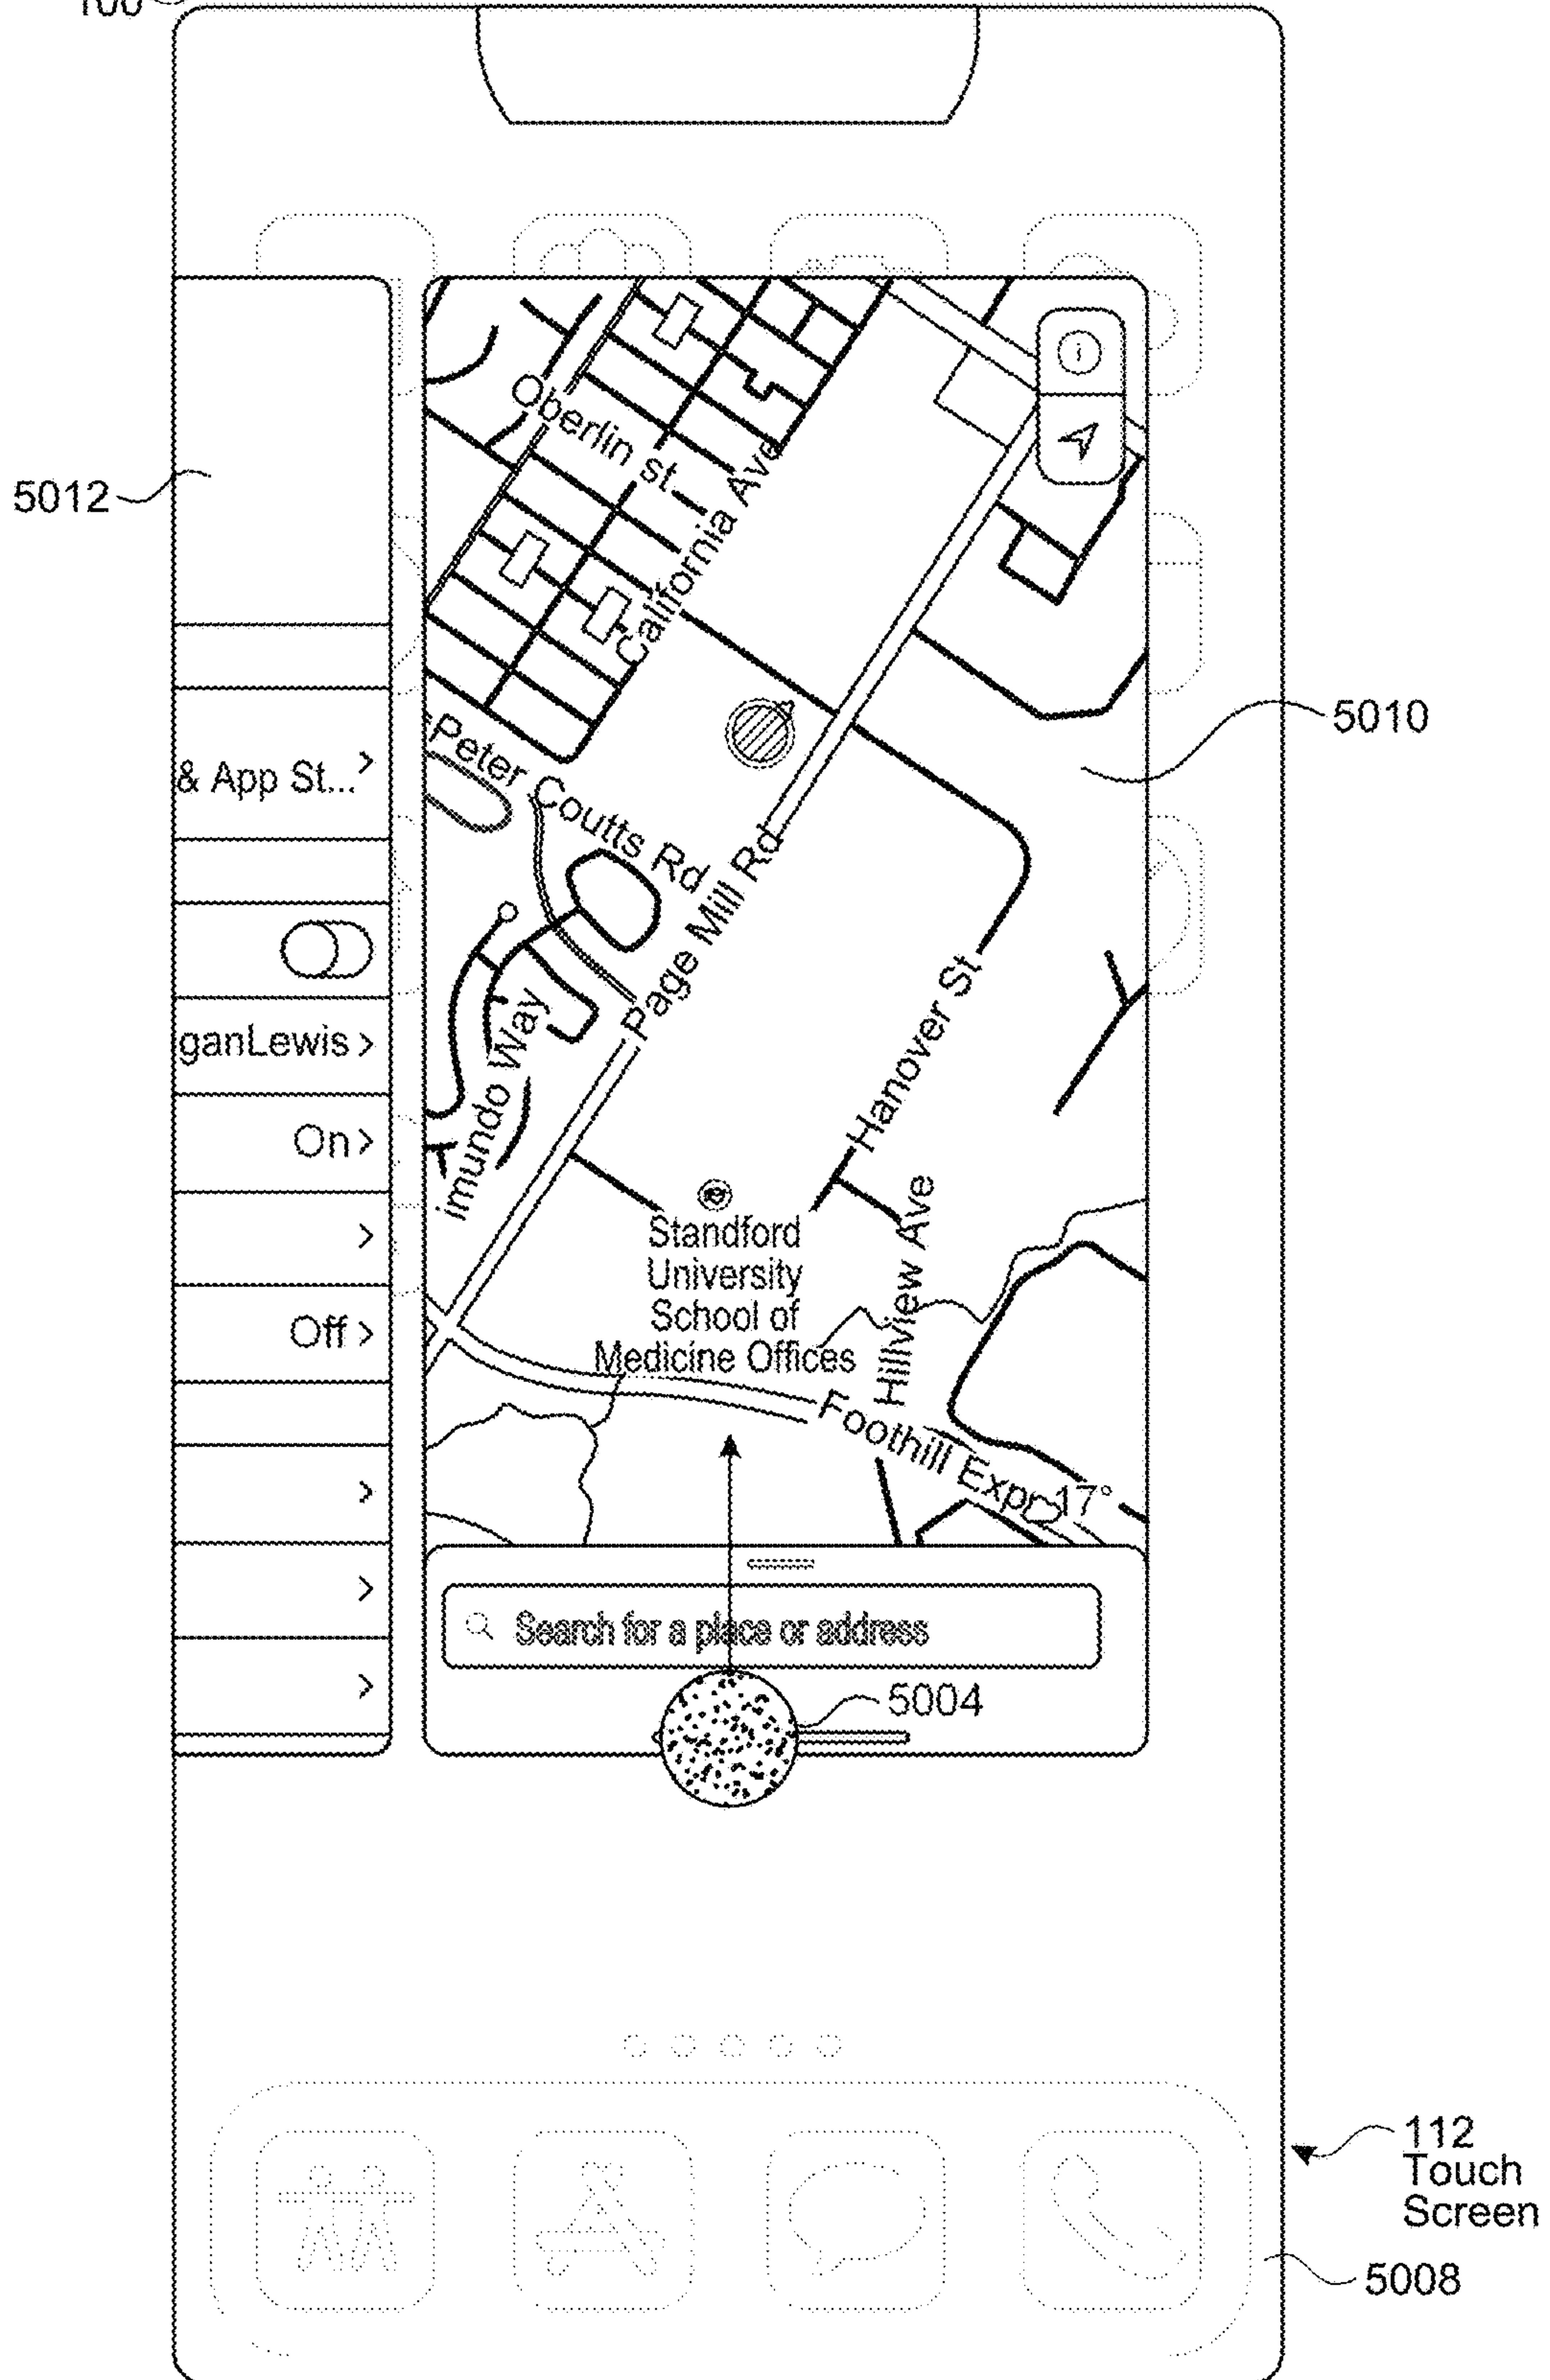 100
5012
& App St...
ganLewis
On
Off
Oberlin st
California Ave
Peter Coutts Rd
Page Mill Rd
imundo Way
Hanover St
Standford
University
School of
Medicine Offices
Hillview Ave
Foothill Expr
17°
Search for a place or address
5004
5010
112
Touch
Screen
5008